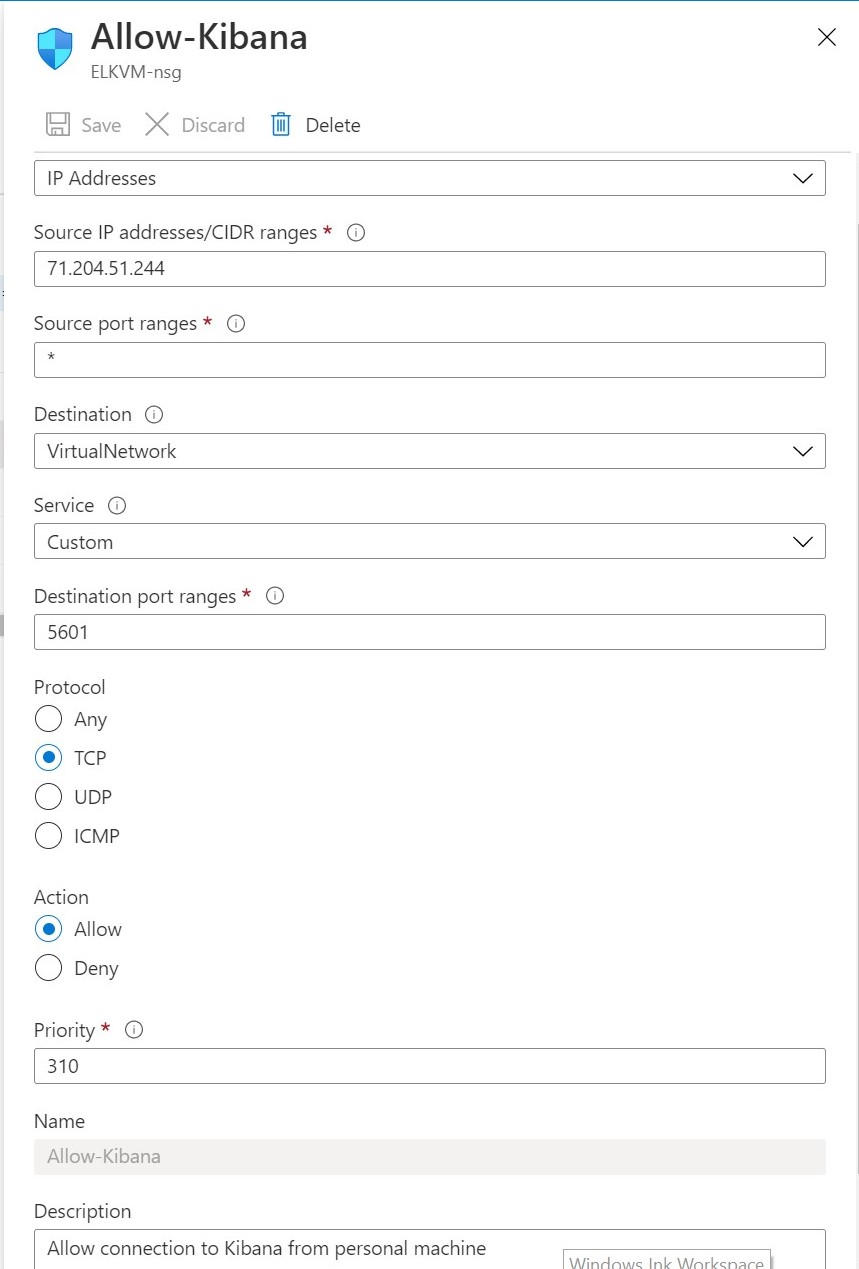 Allow-Kibana
ELKVM-nsg
Save Discard Delete
IP Addresses
Source IP addresses/CIDR ranges *
71.204.51.244
Source port ranges *
*
Destination
VirtualNetwork
Service
Custom
Destination port ranges *
5601
Protocol
Any
TCP
UDP
ICMP
Action
Allow
Deny
Priority *
310
Name
Allow-Kibana
Description
Allow connection to Kibana from personal machine
Windows Ink Workspace